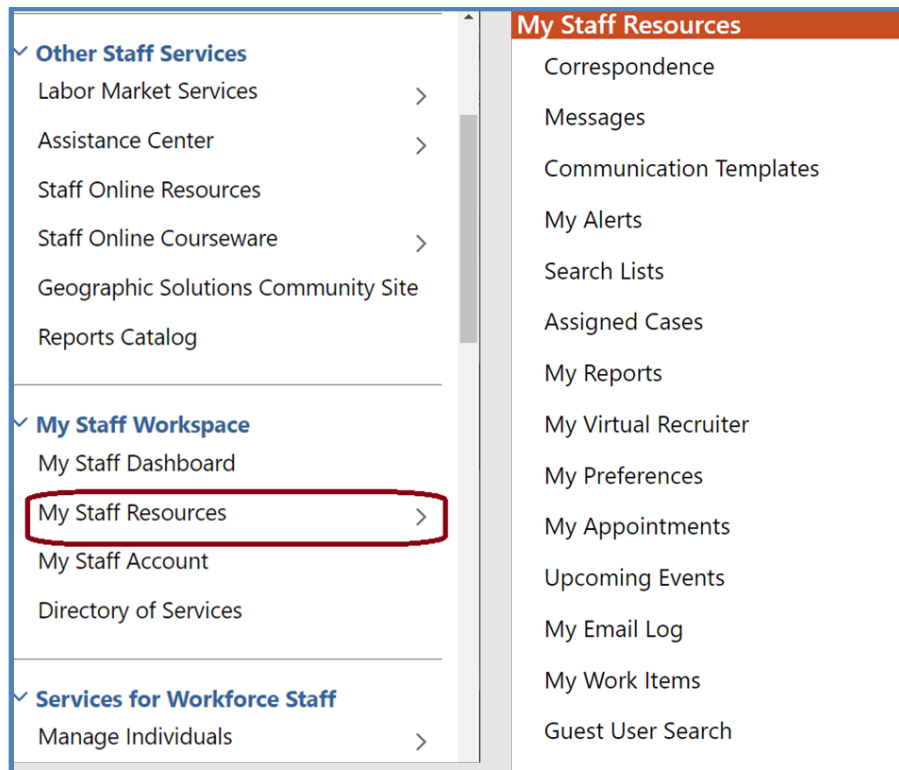 Other Staff Services
Labor Market Services
Assistance Center
Staff Online Resources
Staff Online Courseware
Geographic Solutions Community Site
Reports Catalog
My Staff Workspace
My Staff Dashboard
My Staff Resources
My Staff Account
Directory of Services
Services for Workforce Staff
Manage Individuals
My Staff Resources
Correspondence
Messages
Communication Templates
My Alerts
Search Lists
Assigned Cases
My Reports
My Virtual Recruiter
My Preferences
My Appointments
Upcoming Events
My Email Log
My Work Items
Guest User Search